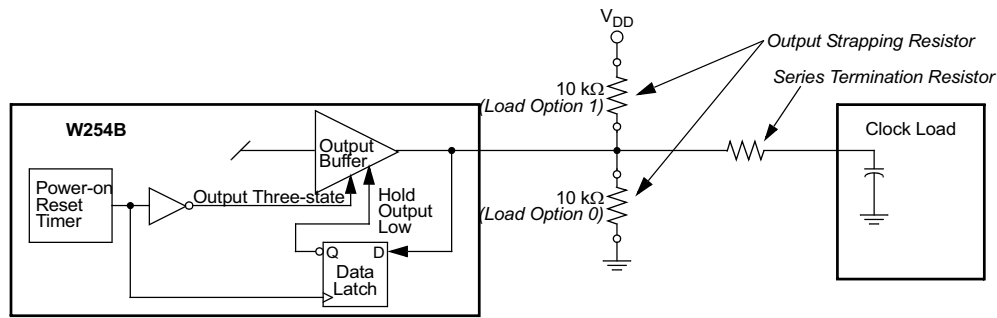 V_DD
Output Strapping Resistor
Series Termination Resistor
10 kΩ
(Load Option 1)
W254B
Output
Buffer
Clock Load
Power-on
Reset
Timer
Output Three-state
Hold
Output
Low
10 kΩ
(Load Option 0)
Q
D
Data
Latch